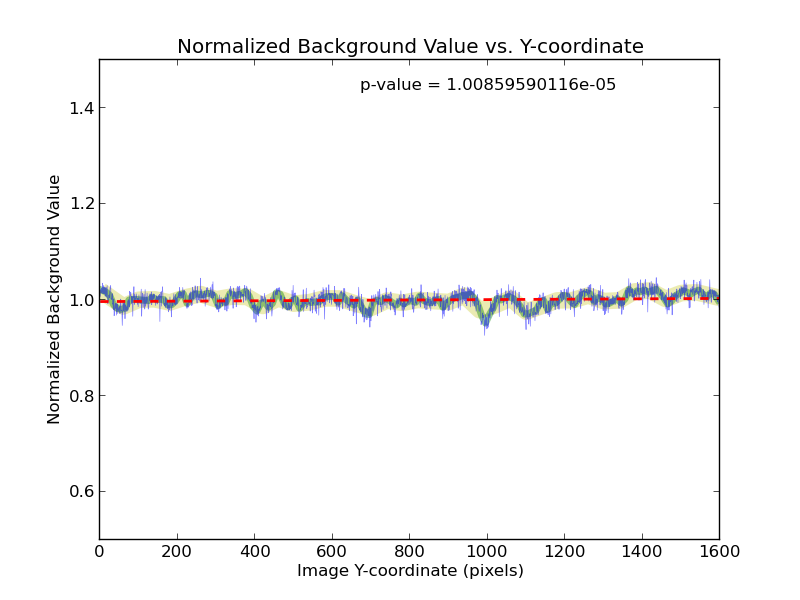 Normalized Background Value vs. Y-coordinate
p-value = 1.00859590116e-05
1.4
1.2
1.0
0.8
0.6
Normalized Background Value
0 200 400 600 800 1000 1200 1400 1600
Image Y-coordinate (pixels)